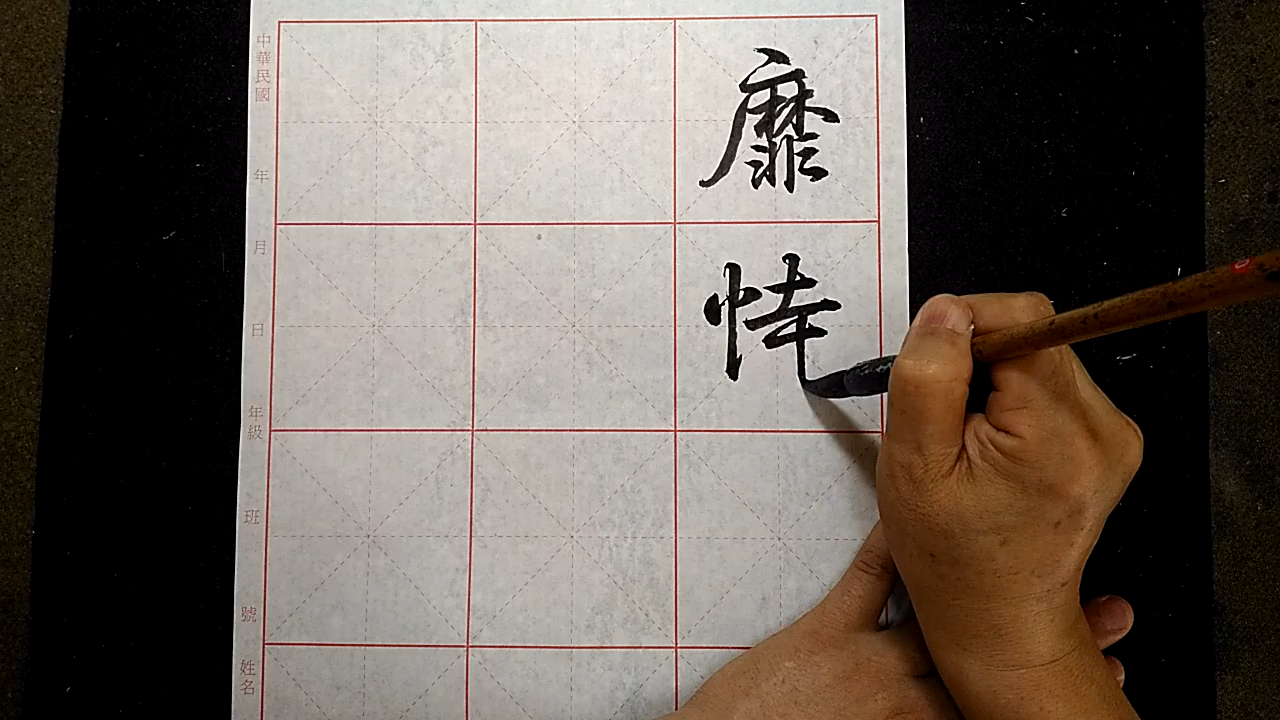 靡恃
中華民國 年 月 日 年級 班 號 姓名